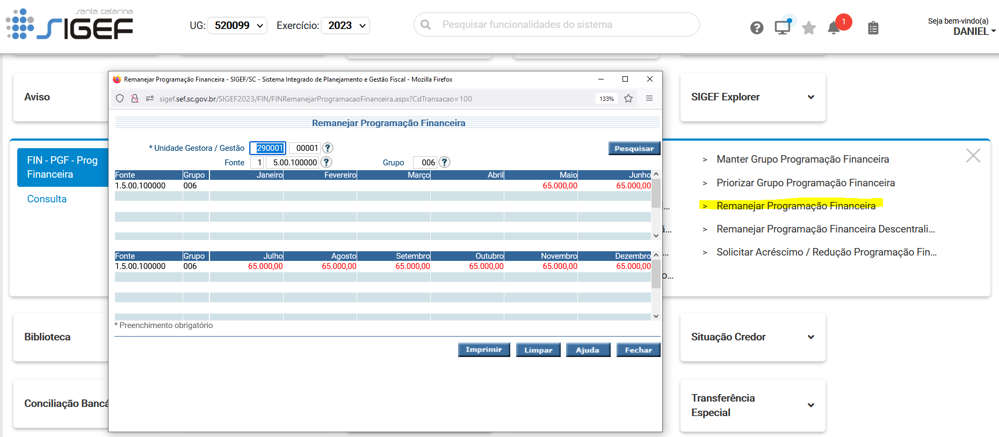 santa catarina
SIGEF
UG: 520099
Exercício: 2023
Pesquisar funcionalidades do sistema
1
Seja bem-vindo(a)
DANIEL
Aviso
SIGEF Explorer
FIN - PGF - Prog
Financeira
Consulta
Remanejar Programação Financeira - SIGEF/SC - Sistema Integrado de Planejamento e Gestão Fiscal - Mozilla Firefox
sigef.sef.sc.gov.br/SIGEF2023/FIN/FINRemanejarProgramacaoFinanceira.aspx?CdTransacao=100
133%
Remanejar Programação Financeira
* Unidade Gestora / Gestão 290001 00001 ?
Pesquisar
Fonte 1 5.00.100000 ? Grupo 006 ?
Fonte Grupo Janeiro Fevereiro Março Abril Maio Junho
1.5.00.100000 006 65.000,00 65.000,00
Fonte Grupo Julho Agosto Setembro Outubro Novembro Dezembro
1.5.00.100000 006 65.000,00 65.000,00 65.000,00 65.000,00 65.000,00 65.000,00
* Preenchimento obrigatório
Imprimir Limpar Ajuda Fechar
> Manter Grupo Programação Financeira
> Priorizar Grupo Programação Financeira
> Remanejar Programação Financeira
> Remanejar Programação Financeira Descentrali...
> Solicitar Acréscimo / Redução Programação Fin...
Biblioteca
Situação Credor
Conciliação Bancá
Transferência
Especial